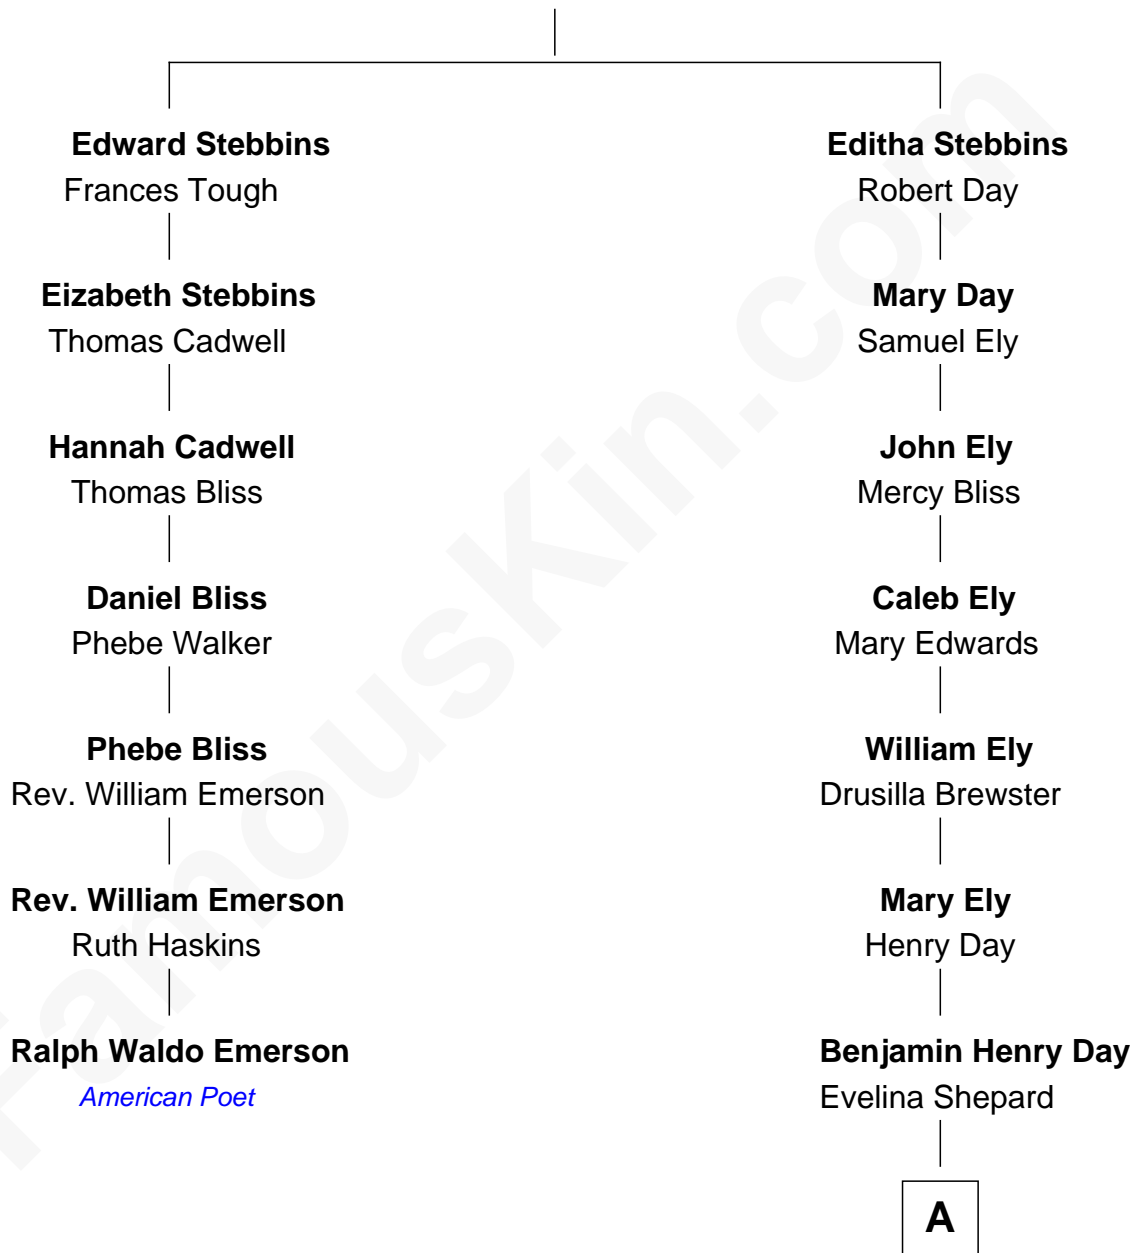 Edward Stebbins
Frances Tough
Eizabeth Stebbins
Thomas Cadwell
Hannah Cadwell
Thomas Bliss
Daniel Bliss
Phebe Walker
Phebe Bliss
Rev. William Emerson
Rev. William Emerson
Ruth Haskins
Ralph Waldo Emerson
American Poet
Editha Stebbins
Robert Day
Mary Day
Samuel Ely
John Ely
Mercy Bliss
Caleb Ely
Mary Edwards
William Ely
Drusilla Brewster
Mary Ely
Henry Day
Benjamin Henry Day
Evelina Shepard
A
FamousKin.com